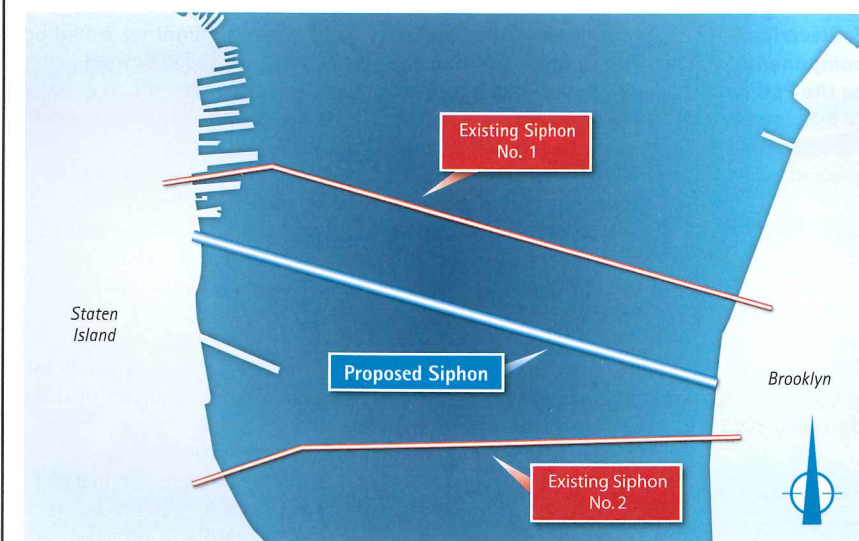 Existing Siphon
No. 1
Staten
Island
Proposed Siphon
Brooklyn
Existing Siphon
No. 2